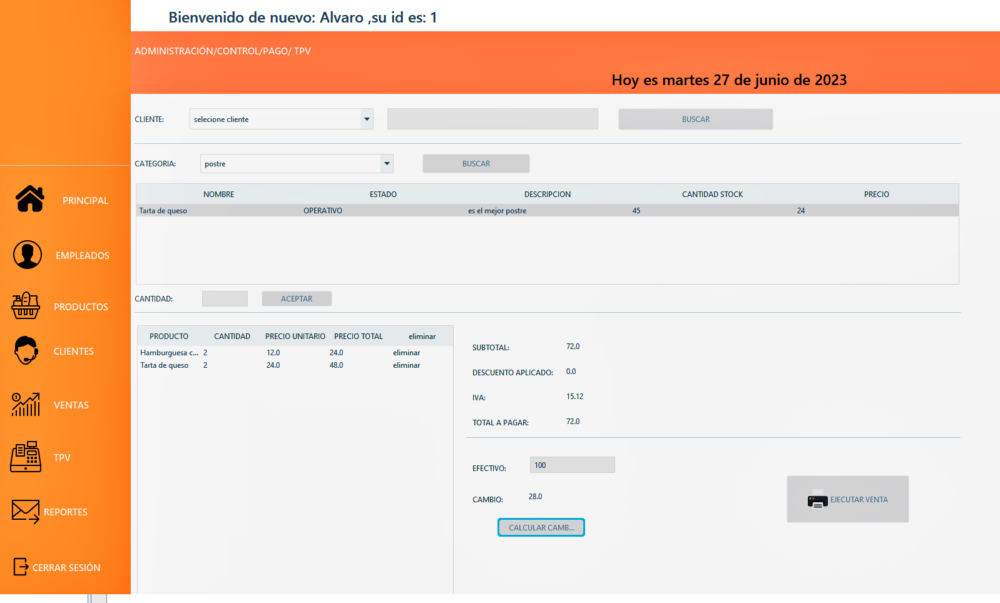 Bienvenido de nuevo: Alvaro ,su id es: 1
ADMINISTRACIÓN/CONTROL/PAGO/ TPV
Hoy es martes 27 de junio de 2023
CLIENTE: selecione cliente BUSCAR
CATEGORIA: postre BUSCAR
NOMBRE ESTADO DESCRIPCION CANTIDAD STOCK PRECIO
Tarta de queso OPERATIVO es el mejor postre 45 24
CANTIDAD: ACEPTAR
PRODUCTO CANTIDAD PRECIO UNITARIO PRECIO TOTAL eliminar
Hamburguesa c... 2 12.0 24.0 eliminar
Tarta de queso 2 24.0 48.0 eliminar
SUBTOTAL: 72.0
DESCUENTO APLICADO: 0.0
IVA: 15.12
TOTAL A PAGAR: 72.0
EFECTIVO: 100
CAMBIO: 28.0
CALCULAR CAMB...
EJECUTAR VENTA
PRINCIPAL
EMPLEADOS
PRODUCTOS
CLIENTES
VENTAS
TPV
REPORTES
CERRAR SESIÓN